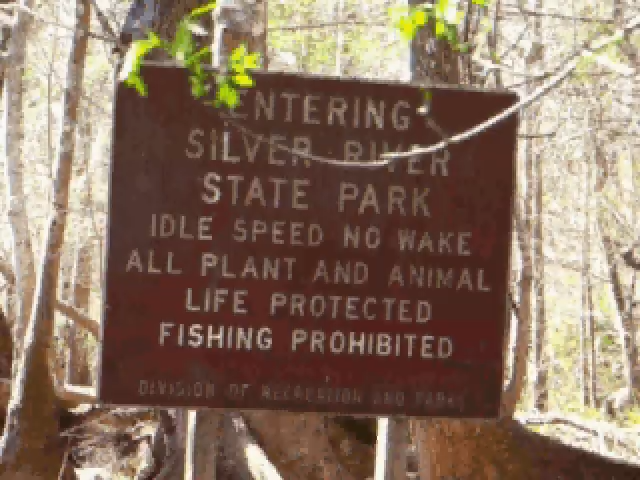 ENTERING
SILVER RIVER
STATE PARK
IDLE SPEED NO WAKE
ALL PLANT AND ANIMAL
LIFE PROTECTED
FISHING PROHIBITED
DIVISION OF RECREATION AND PARKS